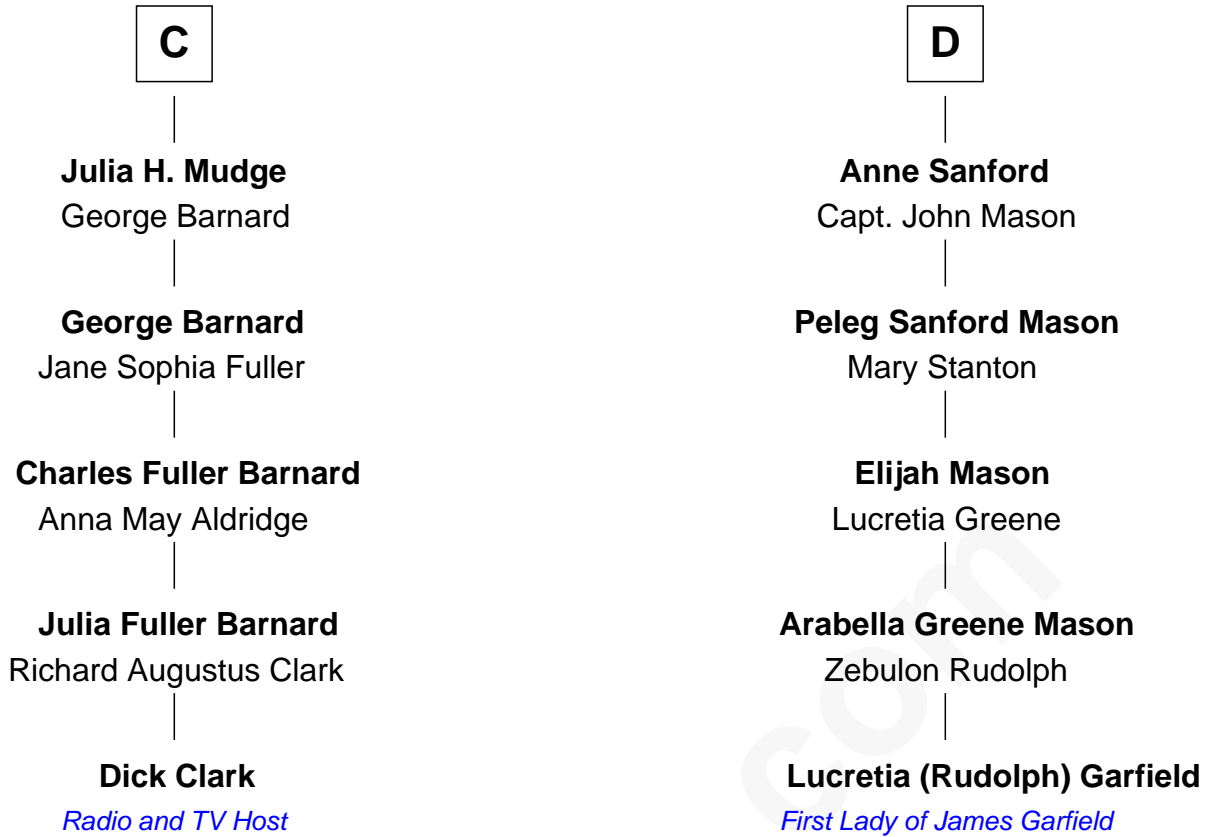 C
Julia H. Mudge
George Barnard
George Barnard
Jane Sophia Fuller
Charles Fuller Barnard
Anna May Aldridge
Julia Fuller Barnard
Richard Augustus Clark
Dick Clark
Radio and TV Host
D
Anne Sanford
Capt. John Mason
Peleg Sanford Mason
Mary Stanton
Elijah Mason
Lucretia Greene
Arabella Greene Mason
Zebulon Rudolph
Lucretia (Rudolph) Garfield
First Lady of James Garfield
com